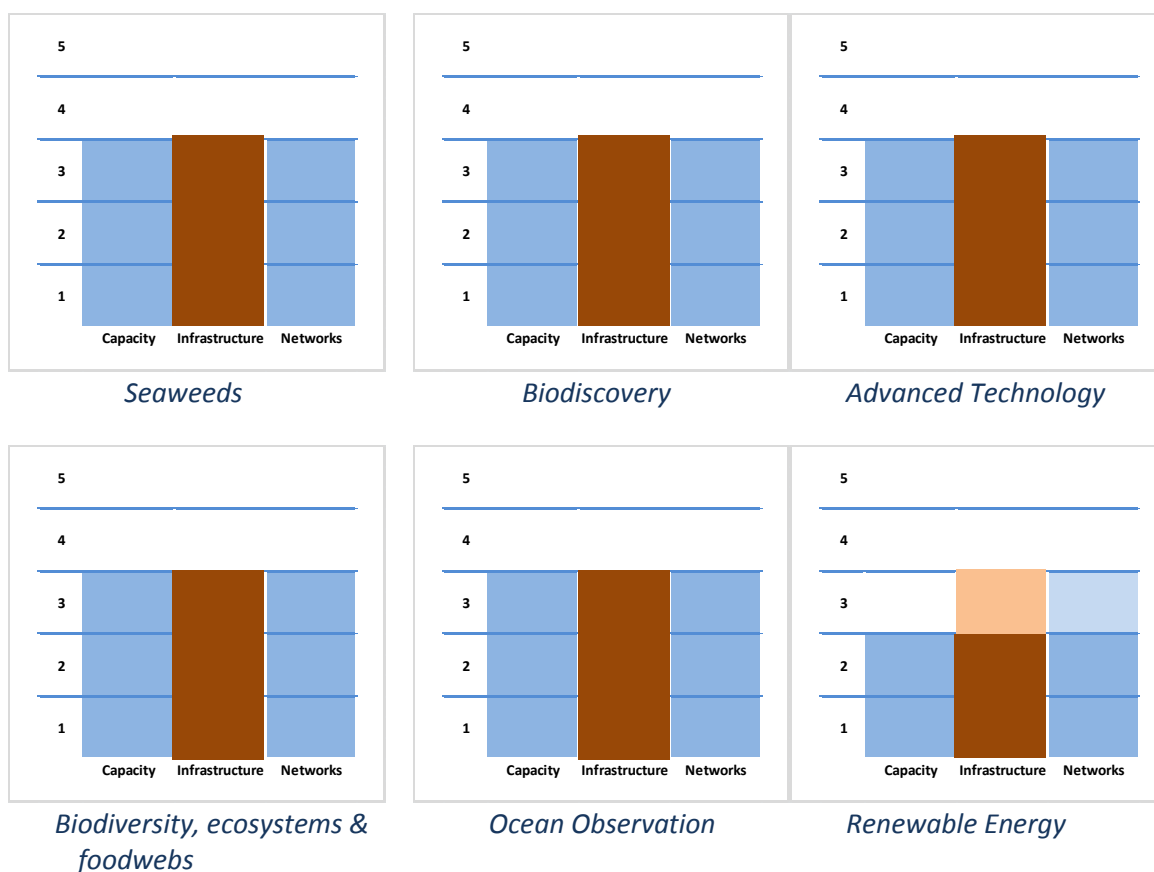 5
4
3
2
1
Capacity Infrastructure Networks
Seaweeds
5
4
3
2
1
Capacity Infrastructure Networks
Biodiscovery
5
4
3
2
1
Capacity Infrastructure Networks
Advanced Technology
5
4
3
2
1
Capacity Infrastructure Networks
Biodiversity, ecosystems &
foodwebs
5
4
3
2
1
Capacity Infrastructure Networks
Ocean Observation
5
4
3
2
1
Capacity Infrastructure Networks
Renewable Energy